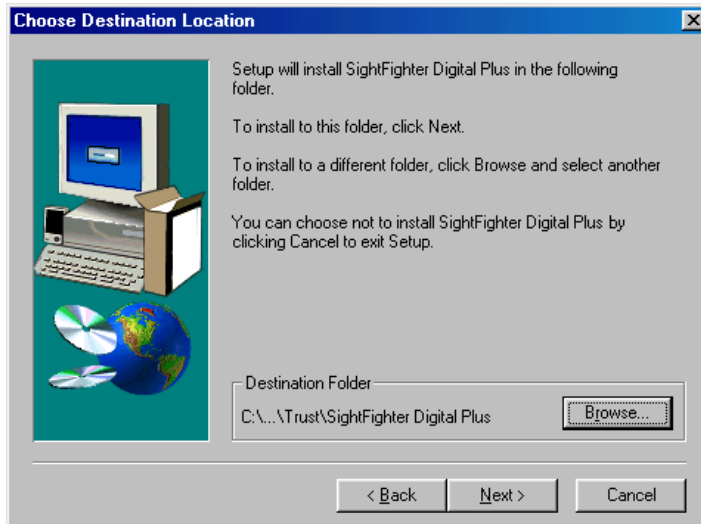 Choose Destination Location
Setup will install SightFighter Digital Plus in the following
folder.
To install to this folder, click Next.
To install to a different folder, click Browse and select another
folder.
You can choose not to install SightFighter Digital Plus by
clicking Cancel to exit Setup.
Destination Folder
C:\...\Trust\SightFighter Digital Plus
Browse...
< Back
Next >
Cancel